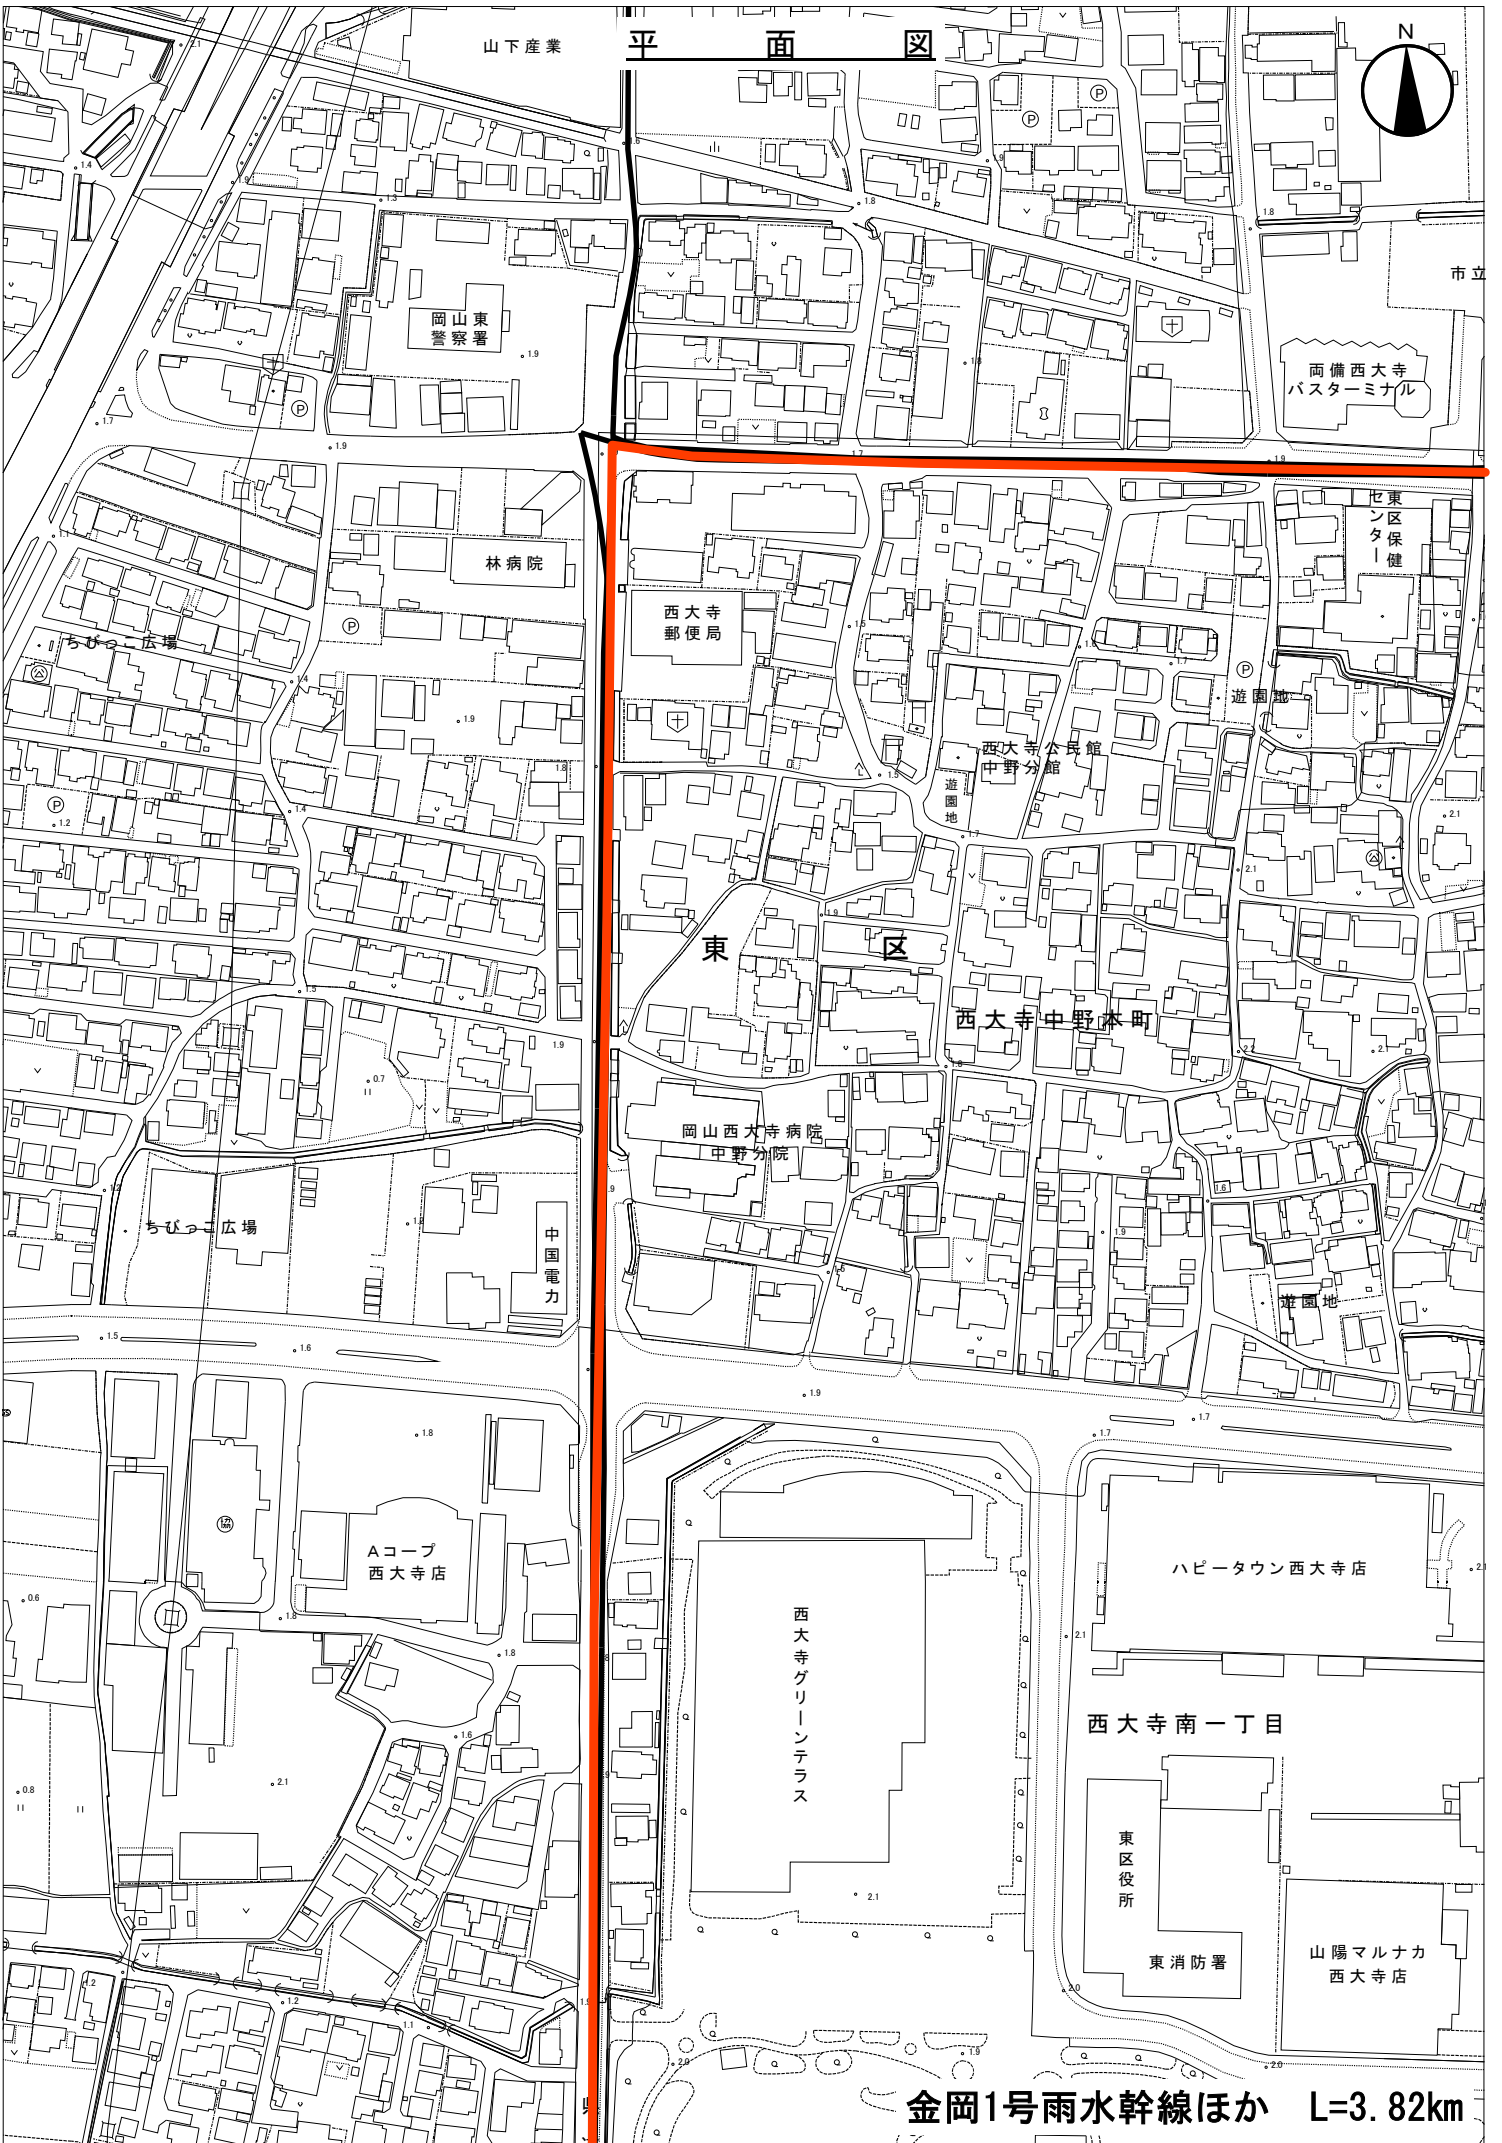 平面図
N
山下産業
市立
岡山東
警察署
両備西大寺
バスターミナル
東区保健
センター
林病院
西大寺
郵便局
ちびっこ広場
遊園地
西大寺公民館
中野分館
遊園地
東区
西大寺中野本町
岡山西大寺病院
中野分院
ちびっこ広場
中国電力
遊園地
Aコープ
西大寺店
ハピータウン西大寺店
西大寺グリーンテラス
西大寺南一丁目
東区役所
東消防署
山陽マルナカ
西大寺店
金岡1号雨水幹線ほか L=3.82km